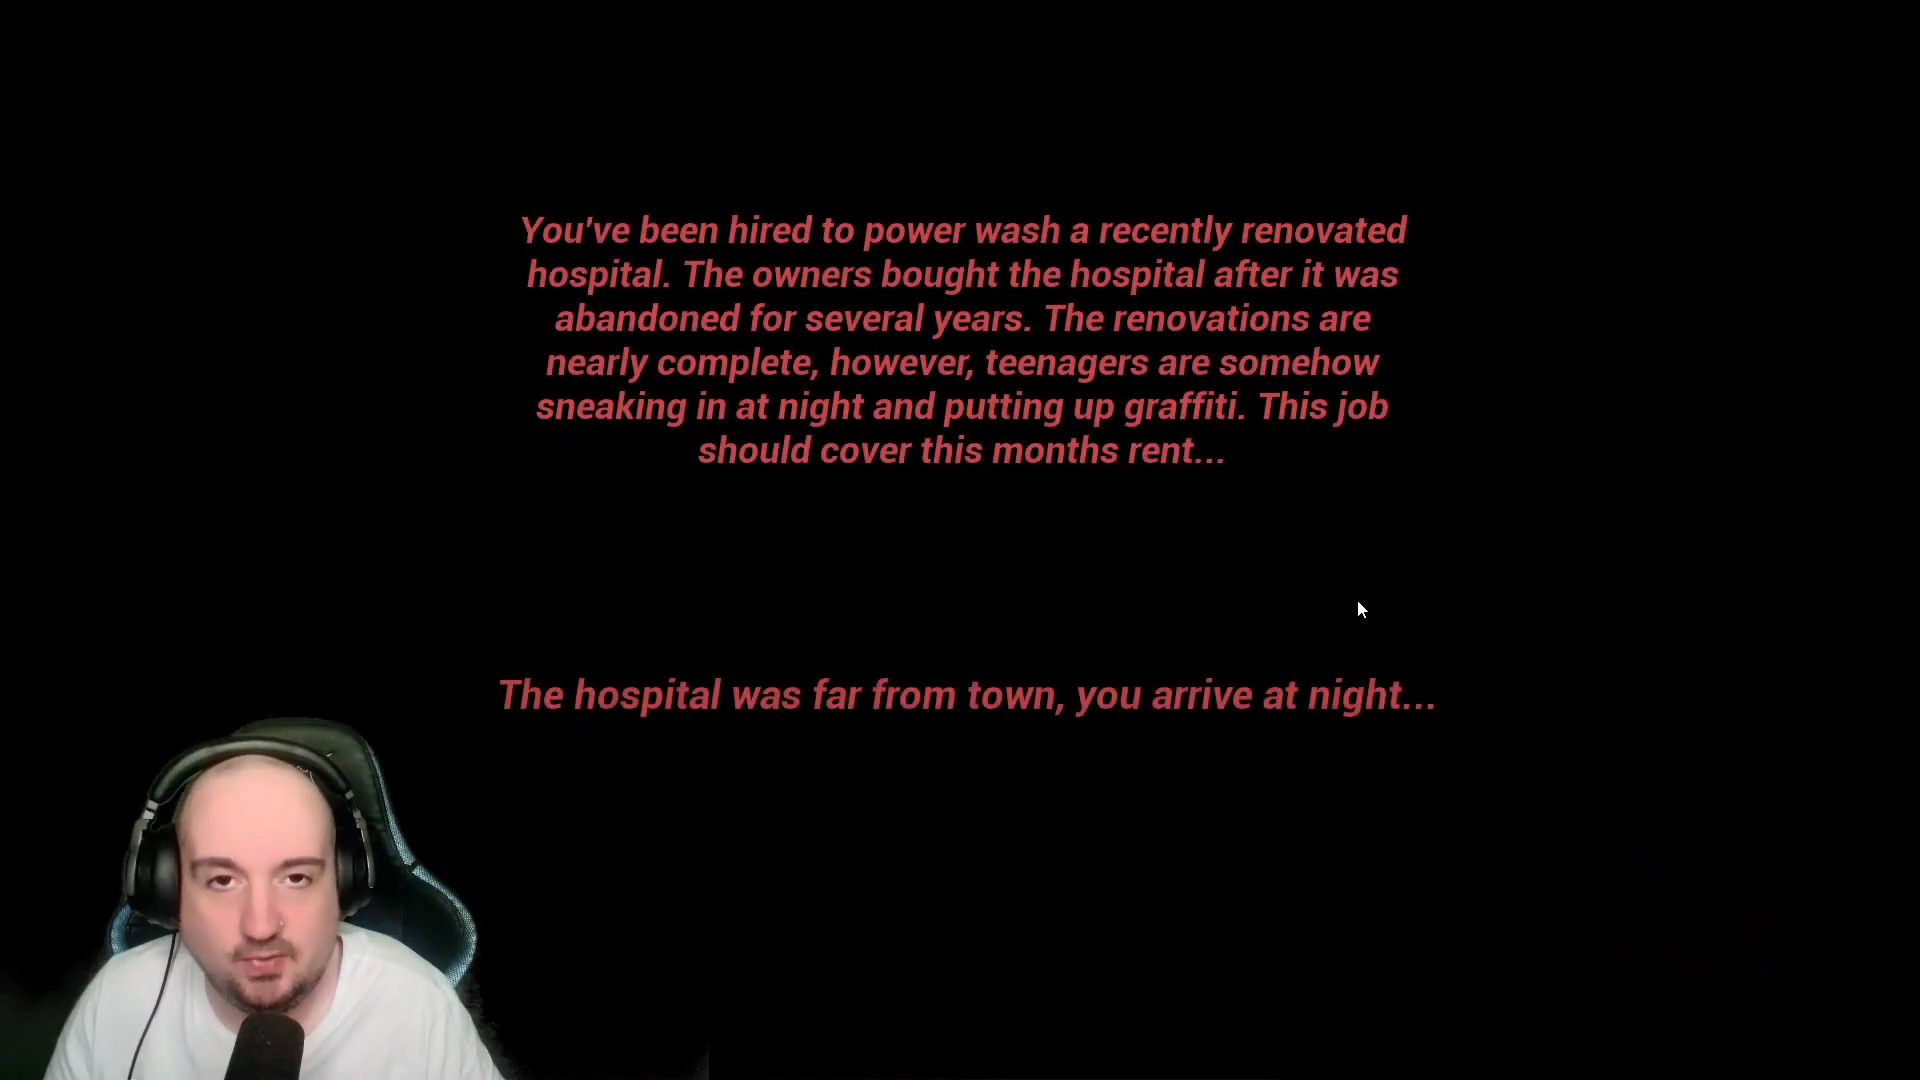 You've been hired to power wash a recently renovated
hospital. The owners bought the hospital after it was
abandoned for several years. The renovations are
nearly complete, however, teenagers are somehow
sneaking in at night and putting up graffiti. This job
should cover this months rent...
The hospital was far from town, you arrive at night...